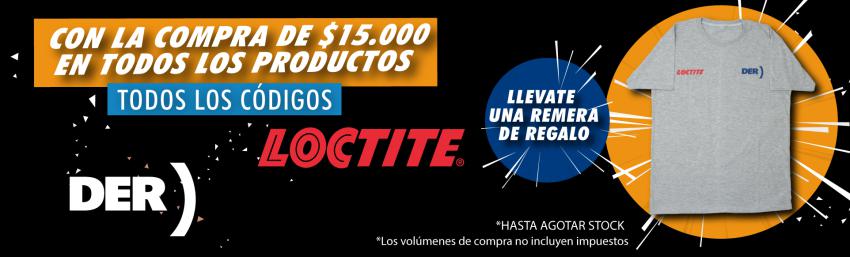 CON LA COMPRA DE $15.000
EN TODOS LOS PRODUCTOS
TODOS LOS CÓDIGOS
LOCTITE®
DER)
LLEVATE
UNA REMERA
DE REGALO
LOCTITE
DER)
*HASTA AGOTAR STOCK
*Los volúmenes de compra no incluyen impuestos